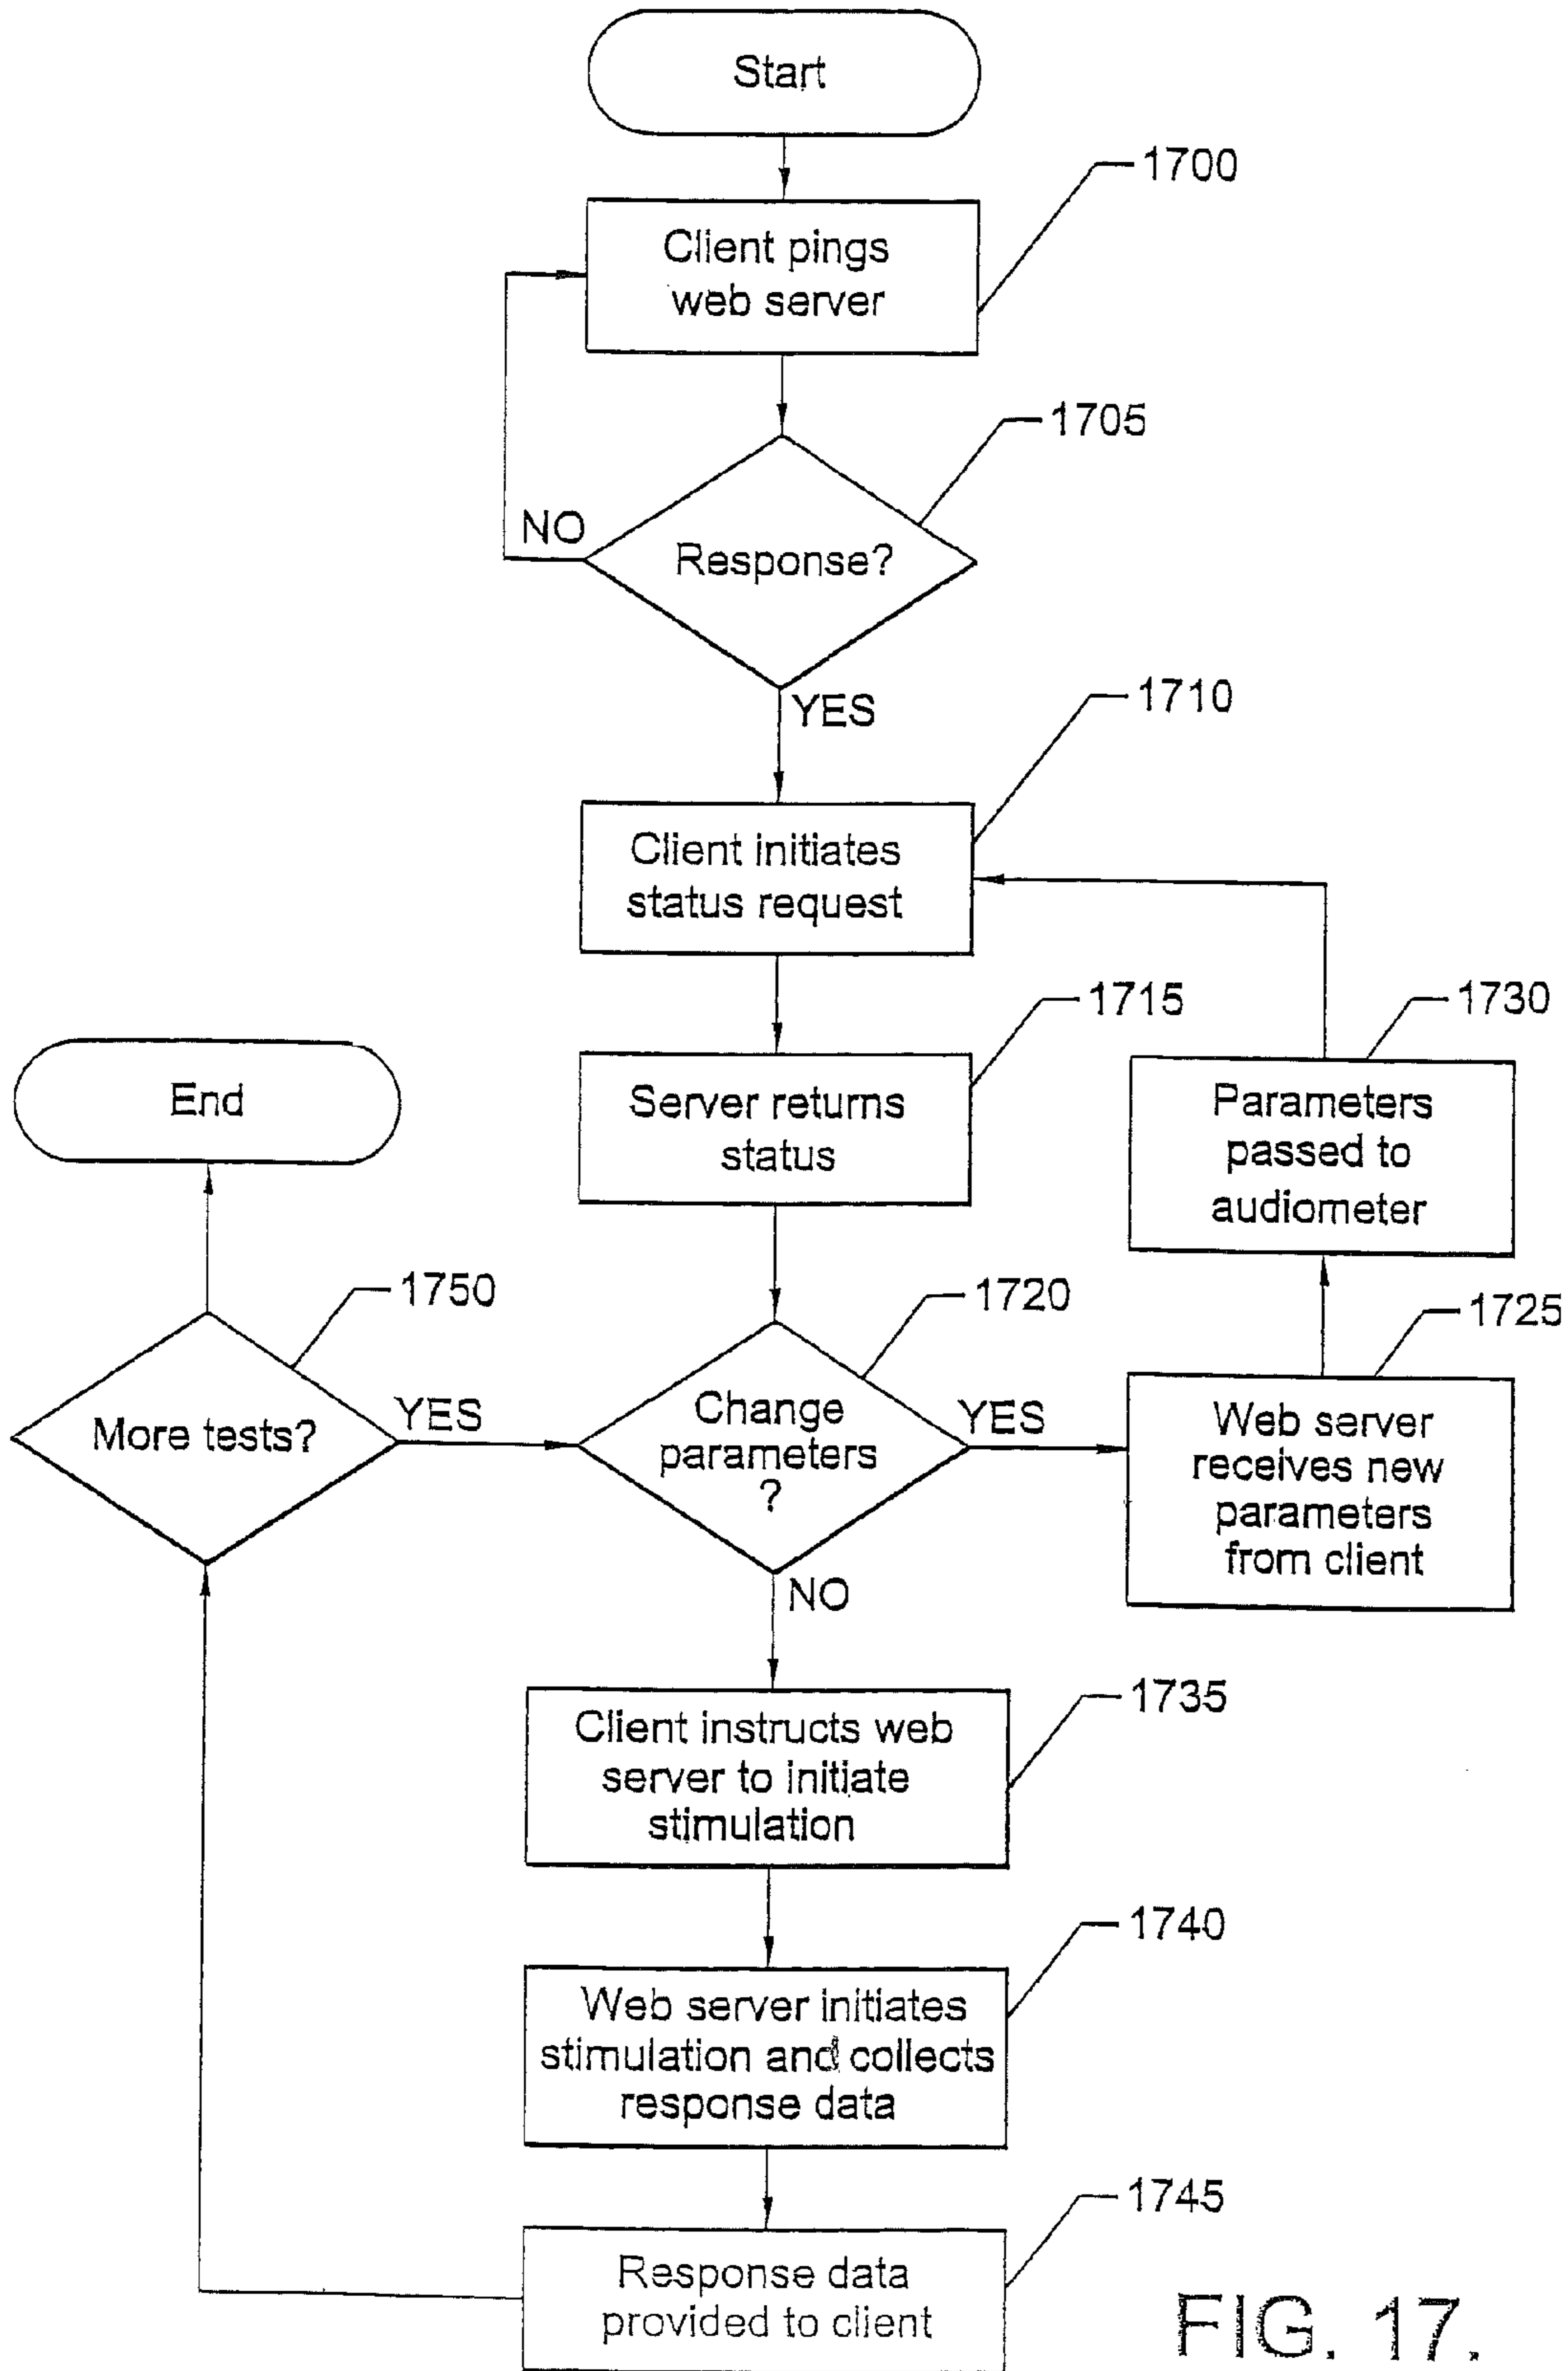 Start
1700
Client pings
web server
1705
NO
Response?
YES
1710
Client initiates
status request
1715
1730
End
Server returns
status
Parameters
passed to
audiometer
1750
1720
1725
More tests?
YES
Change
parameters
?
YES
Web server
receives new
parameters
from client
NO
1735
Client instructs web
server to initiate
stimulation
1740
Web server initiates
stimulation and collects
response data
1745
Response data
provided to client
FIG. 17.